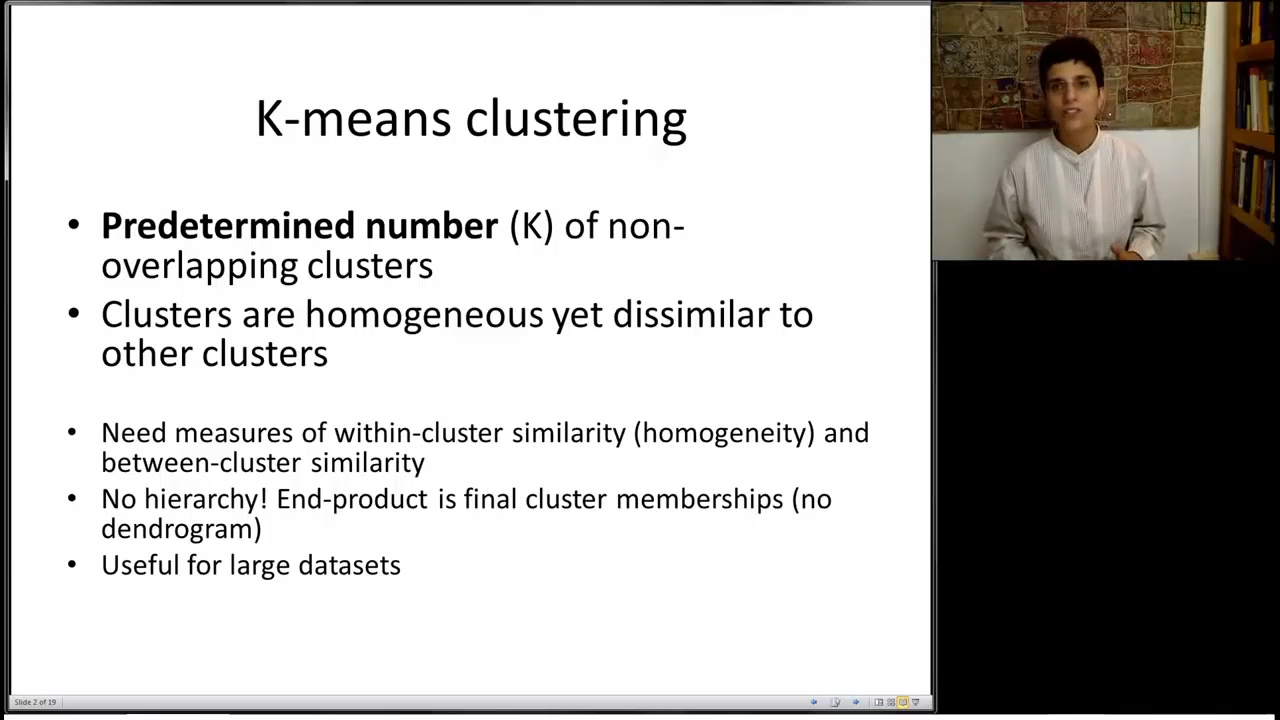 K-means clustering
• Predetermined number (K) of non-
overlapping clusters
• Clusters are homogeneous yet dissimilar to
other clusters
• Need measures of within-cluster similarity (homogeneity) and
between-cluster similarity
• No hierarchy! End-product is final cluster memberships (no
dendrogram)
• Useful for large datasets
Slide 2 of 19